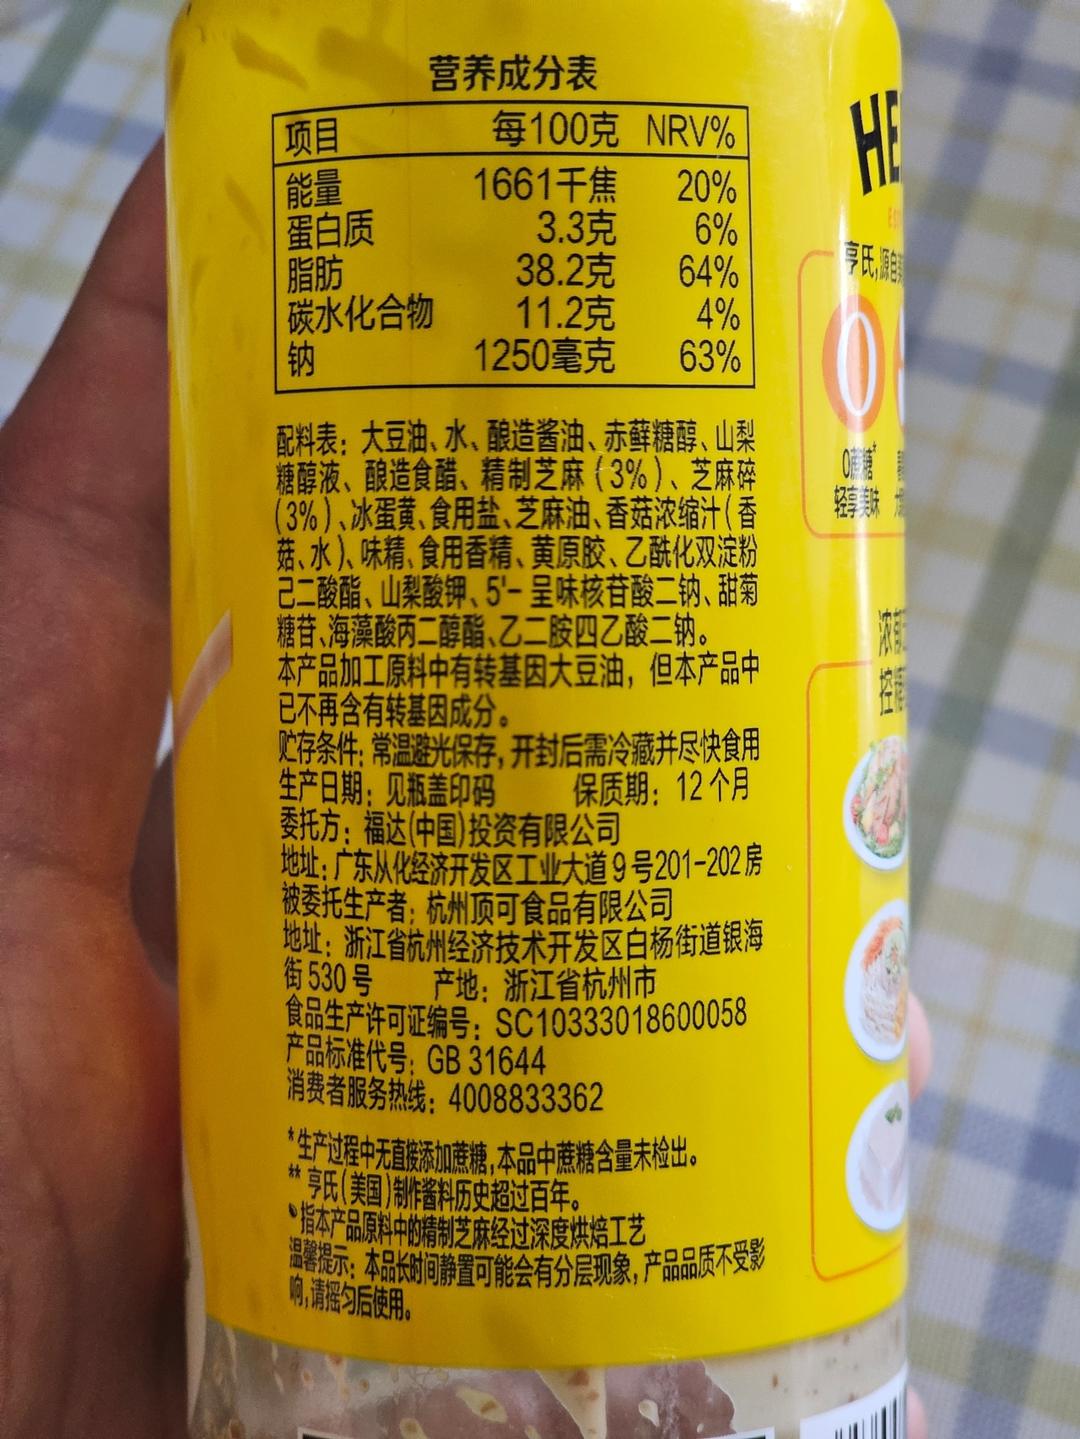 营养成分表
项目 每100克 NRV%
能量 1661千焦 20%
蛋白质 3.3克 6%
脂肪 38.2克 64%
碳水化合物 11.2克 4%
钠 1250毫克 63%
配料表：大豆油、水、酿造酱油、赤藓糖醇、山梨
糖醇液、酿造食醋、精制芝麻（3%）、芝麻碎
（3%）、冰蛋黄、食用盐、芝麻油、香菇浓缩汁（香
菇、水）、味精、食用香精、黄原胶、乙酰化双淀粉
己二酸酯、山梨酸钾、5'-呈味核苷酸二钠、甜菊
糖苷、海藻酸丙二醇酯、乙二胺四乙酸二钠。
本产品加工原料中有转基因大豆油，但本产品中
已不再含有转基因成分。
贮存条件：常温避光保存，开封后需冷藏并尽快食用
生产日期：见瓶盖印码 保质期：12个月
委托方：福达(中国)投资有限公司
地址：广东从化经济开发区工业大道9号201-202房
被委托生产者：杭州顶可食品有限公司
地址：浙江省杭州经济技术开发区白杨街道银海
街530号 产地：浙江省杭州市
食品生产许可证编号：SC10333018600058
产品标准代号：GB 31644
消费者服务热线：4008833362
*生产过程中无直接添加蔗糖，本品中蔗糖含量未检出。
**亨氏(美国)制作酱料历史超过百年。
指本产品原料中的精制芝麻经过深度烘焙工艺
温馨提示：本品长时间静置可能会有分层现象，产品品质不受影
响，请摇匀后使用。
HE
亨氏，源自
0
0蔗糖*
轻享美味
浓郁
控糖